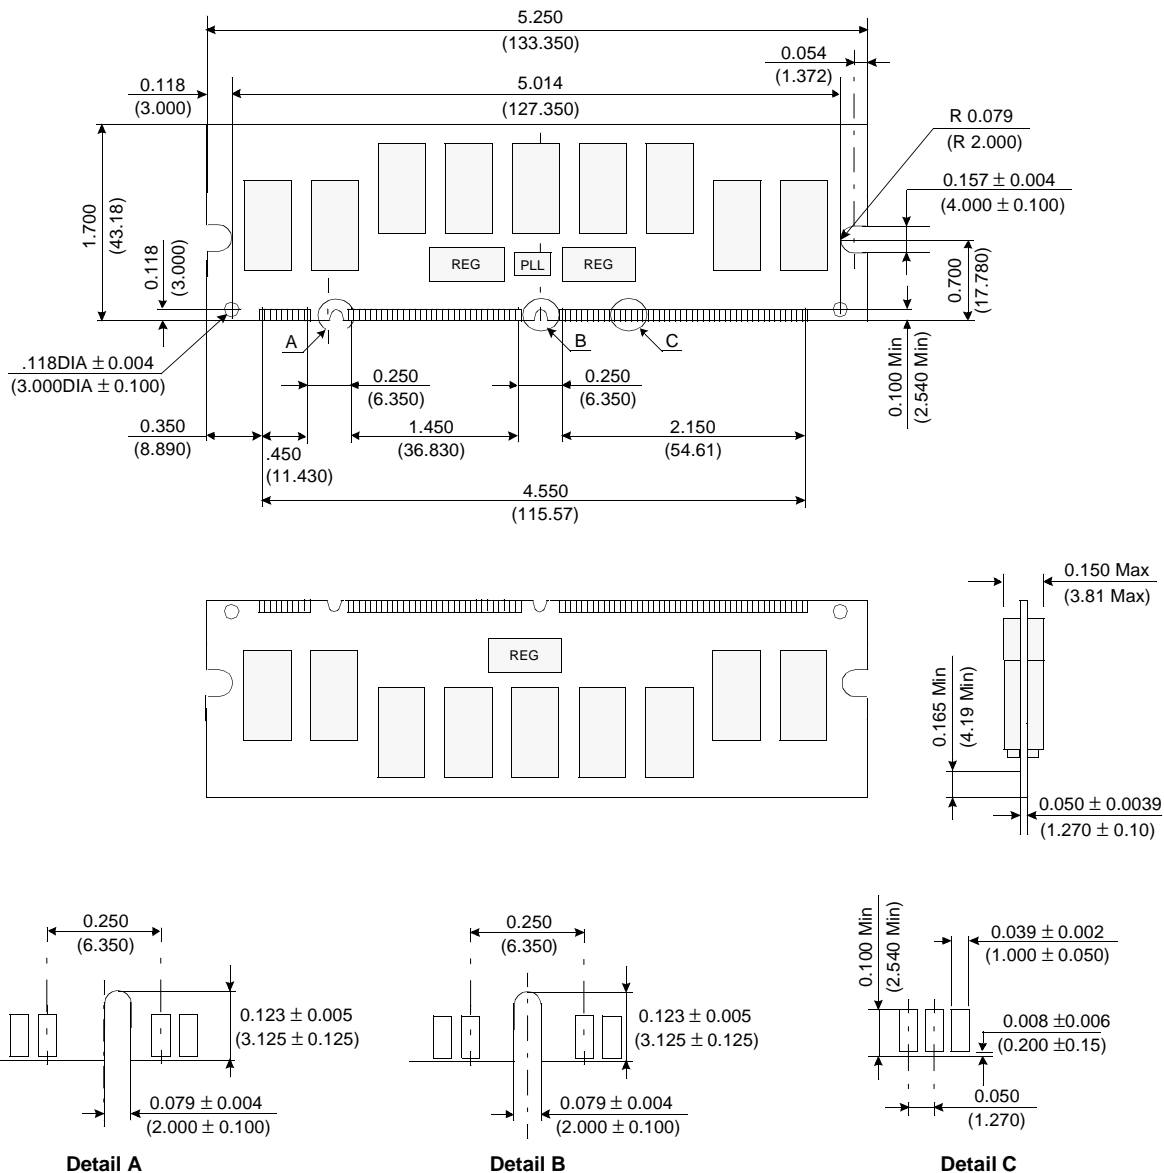 5.250
(133.350)
0.054
(1.372)
0.118
(3.000)
5.014
(127.350)
R 0.079
(R 2.000)
0.157 ± 0.004
(4.000 ± 0.100)
1.700
(43.18)
0.118
(3.000)
REG
PLL
REG
0.700
(17.780)
A
B
C
.118DIA ± 0.004
(3.000DIA ± 0.100)
0.250
(6.350)
0.250
(6.350)
0.100 Min
(2.540 Min)
0.350
(8.890)
.450
(11.430)
1.450
(36.830)
2.150
(54.61)
4.550
(115.57)
0.150 Max
(3.81 Max)
REG
0.165 Min
(4.19 Min)
0.050 ± 0.0039
(1.270 ± 0.10)
0.250
(6.350)
0.123 ± 0.005
(3.125 ± 0.125)
0.079 ± 0.004
(2.000 ± 0.100)
Detail A
0.250
(6.350)
0.123 ± 0.005
(3.125 ± 0.125)
0.079 ± 0.004
(2.000 ± 0.100)
Detail B
0.100 Min
(2.540 Min)
0.039 ± 0.002
(1.000 ± 0.050)
0.008 ±0.006
(0.200 ±0.15)
0.050
(1.270)
Detail C